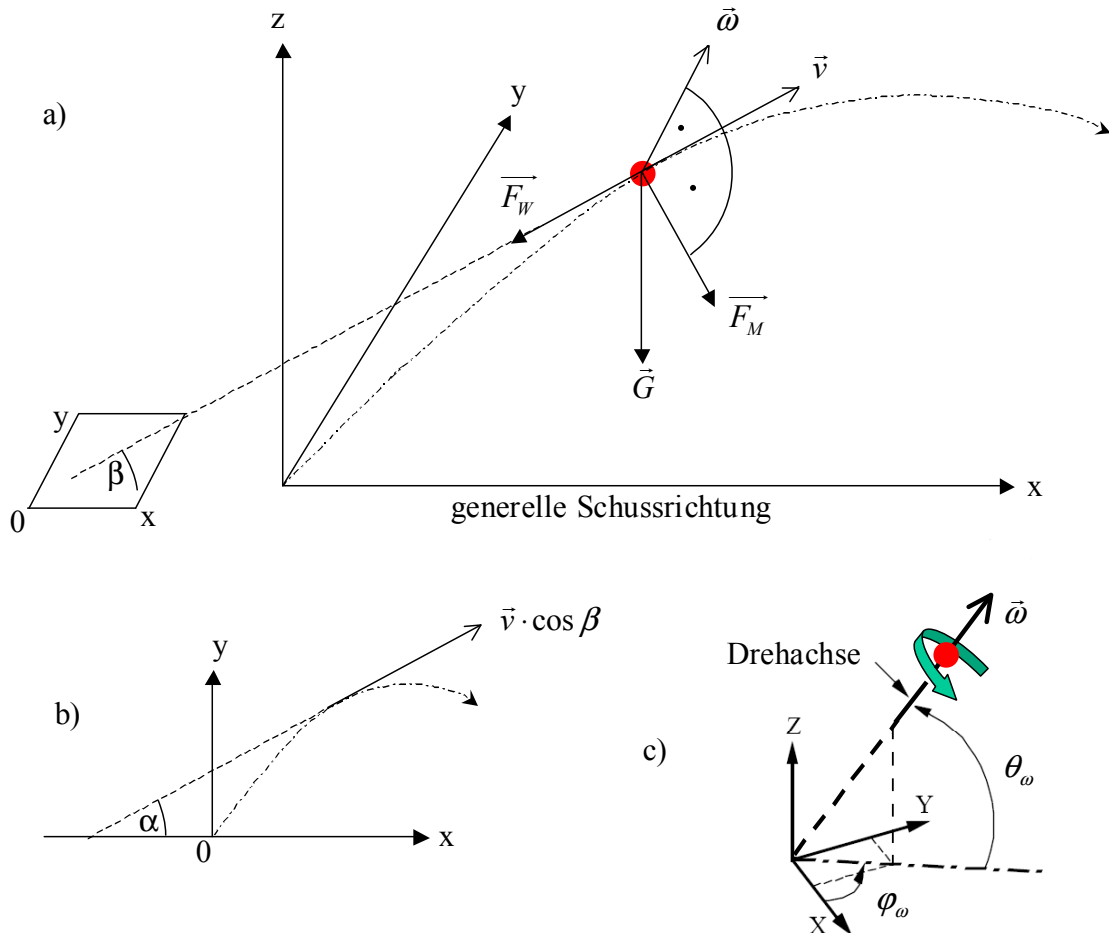 a)
z
y
ω⃗
v⃗
F_W⃗
F_M⃗
G⃗
y
β
0
x
x
generelle Schussrichtung
b)
y
v⃗ · cos β
α
0
x
c)
Drehachse
ω⃗
Z
Y
X
θ_ω
φ_ω